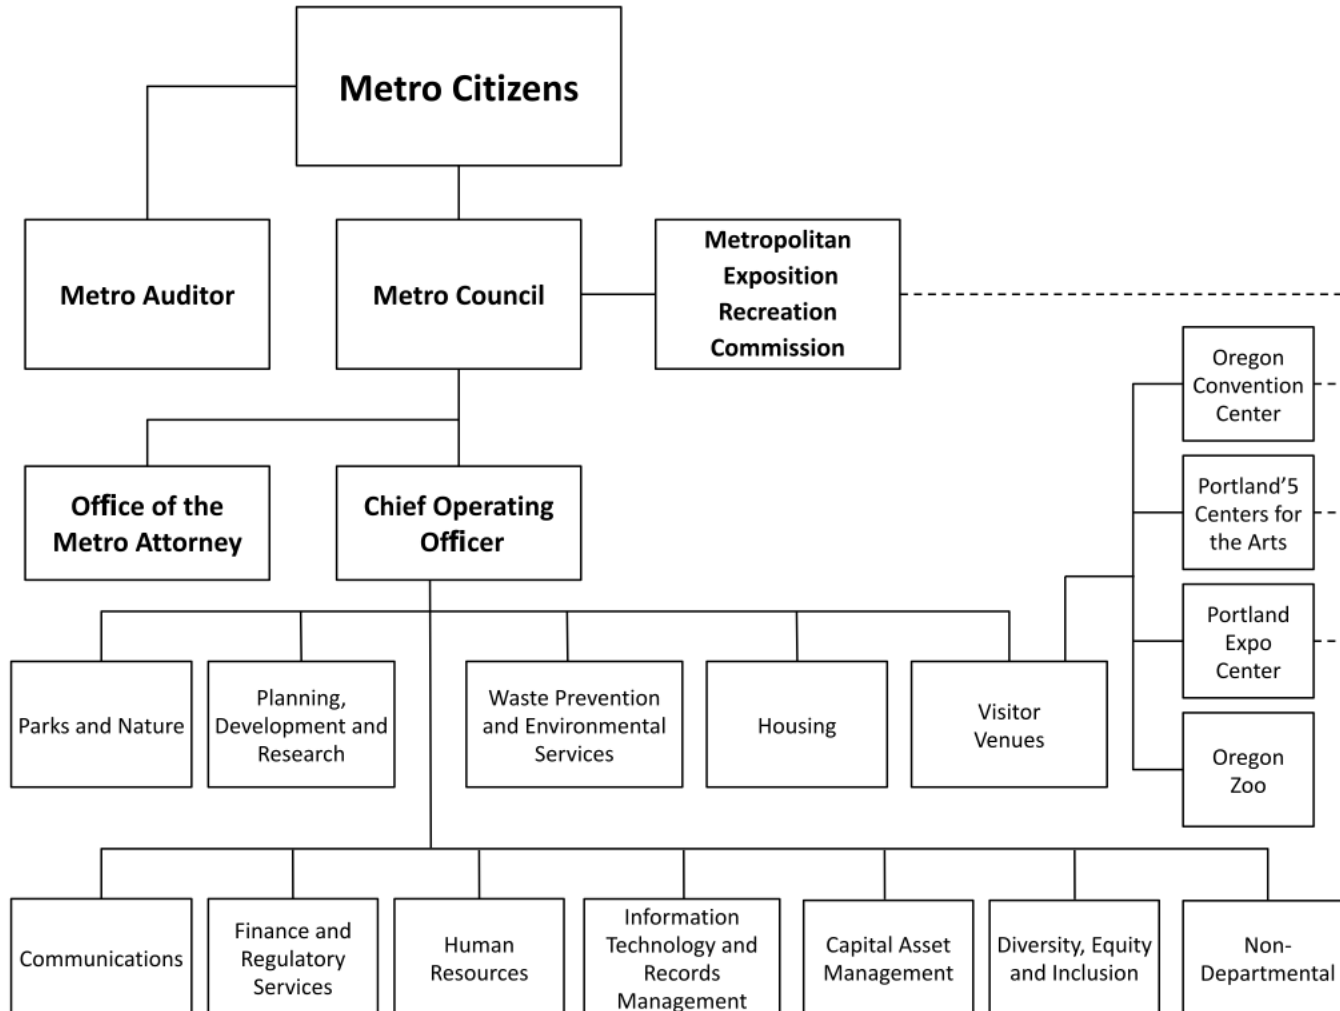 Metro Citizens
Metro Auditor
Metro Council
Metropolitan
Exposition
Recreation
Commission
Office of the
Metro Attorney
Chief Operating
Officer
Oregon
Convention
Center
Portland’5
Centers for
the Arts
Portland
Expo
Center
Oregon
Zoo
Parks and Nature
Planning,
Development and
Research
Waste Prevention
and Environmental
Services
Housing
Visitor
Venues
Communications
Finance and
Regulatory
Services
Human
Resources
Information
Technology and
Records
Management
Capital Asset
Management
Diversity, Equity
and Inclusion
Non-
Departmental